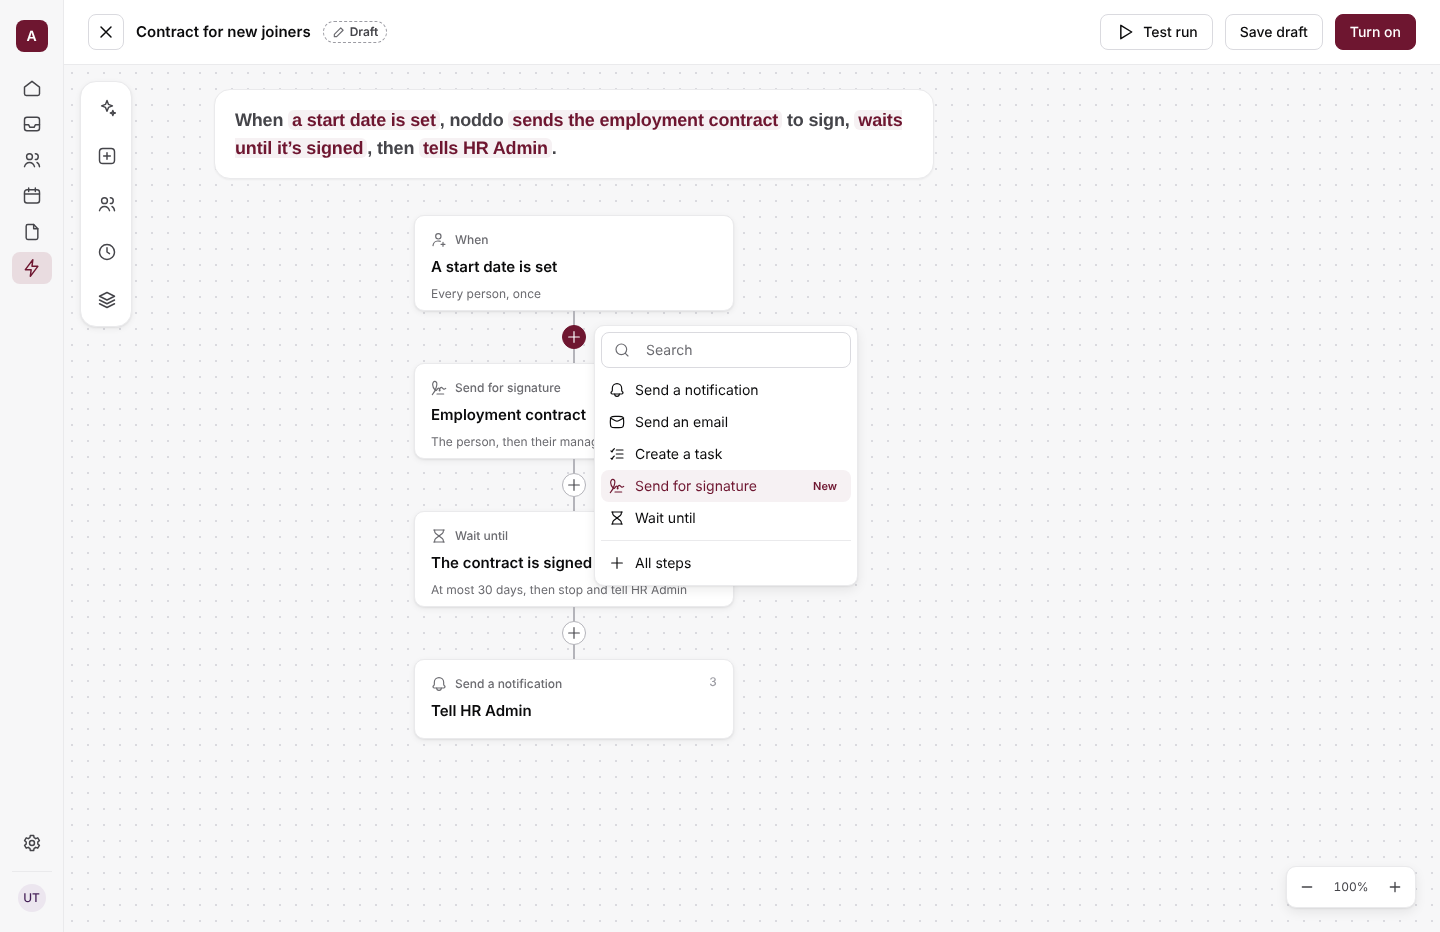 A
Contract for new joiners
Draft
Test run
Save draft
Turn on
When a start date is set, noddo sends the employment contract to sign, waits
until it’s signed, then tells HR Admin.
When
A start date is set
Every person, once
Search
Send a notification
Send an email
Create a task
Send for signature New
Wait until
All steps
Send for signature
Employment contract
The person, then their
Wait until
The contract is signed
At most 30 days, then stop and tell HR Admin
Send a notification 3
Tell HR Admin
UT
100%